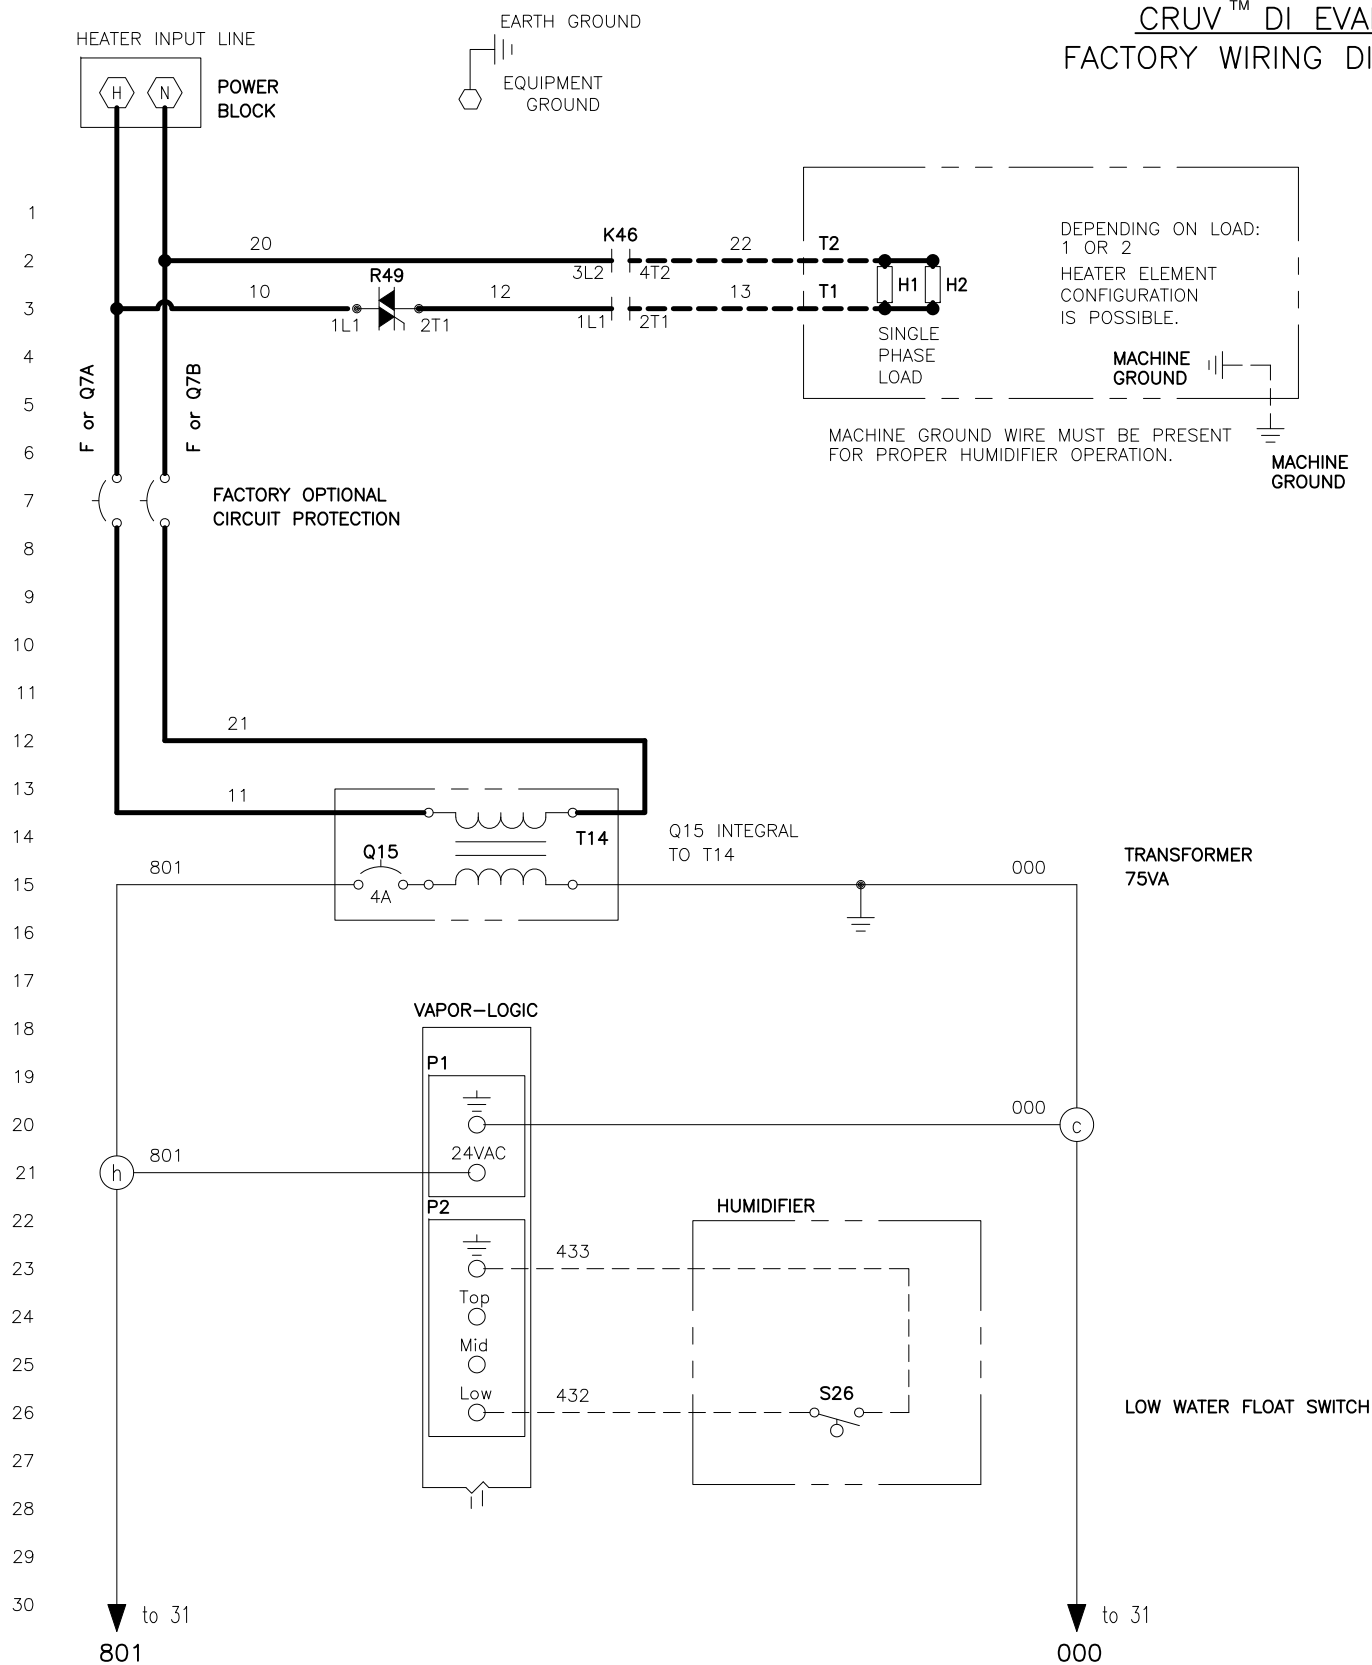 CRUV™ DI EVA
FACTORY WIRING DI
HEATER INPUT LINE
H
N
POWER
BLOCK
EARTH GROUND
EQUIPMENT
GROUND
1
2
3
4
5
6
7
8
9
10
11
12
13
14
15
16
17
18
19
20
21
22
23
24
25
26
27
28
29
30
20
K46
22
T2
3L2
4T2
R49
10
12
13
T1
1L1
2T1
1L1
2T1
H1
H2
SINGLE
PHASE
LOAD
DEPENDING ON LOAD:
1 OR 2
HEATER ELEMENT
CONFIGURATION
IS POSSIBLE.
MACHINE
GROUND
MACHINE GROUND WIRE MUST BE PRESENT
FOR PROPER HUMIDIFIER OPERATION.
MACHINE
GROUND
F or Q7A
F or Q7B
FACTORY OPTIONAL
CIRCUIT PROTECTION
21
11
T14
Q15 INTEGRAL
TO T14
Q15
4A
801
000
TRANSFORMER
75VA
VAPOR-LOGIC
P1
000
c
24VAC
801
h
P2
HUMIDIFIER
433
Top
Mid
Low
432
S26
LOW WATER FLOAT SWITCH
to 31
801
to 31
000